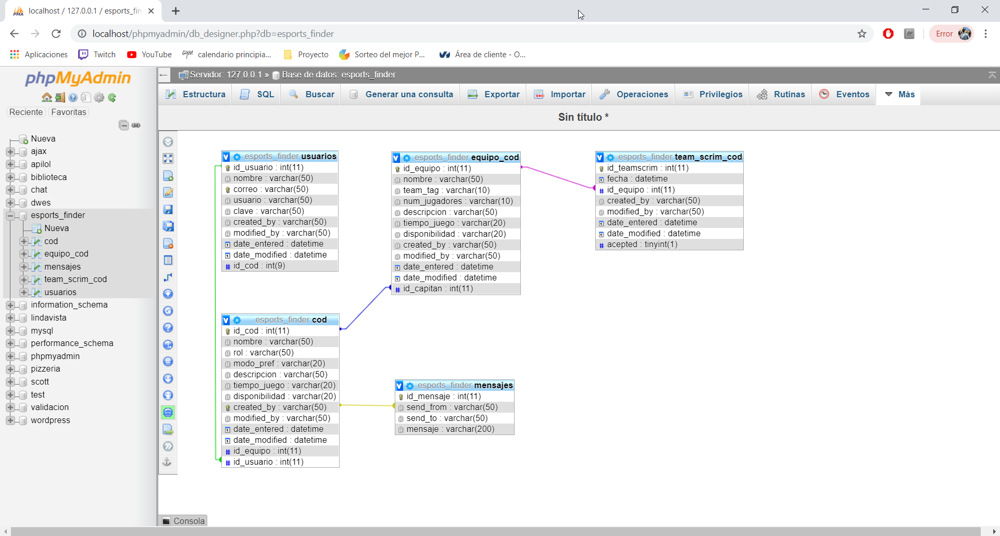 localhost / 127.0.0.1 / esports_fin
localhost/phpmyadmin/db_designer.php?db=esports_finder
Error
Aplicaciones
Twitch
YouTube
GYM calendario principia...
Proyecto
Sorteo del mejor P...
Área de cliente - O...
phpMyAdmin
Reciente
Favoritas
Nueva
ajax
apilol
biblioteca
chat
dwes
esports_finder
Nueva
cod
equipo_cod
mensajes
team_scrim_cod
usuarios
information_schema
lindavista
mysql
performance_schema
phpmyadmin
pizzeria
scott
test
validacion
wordpress
Servidor: 127.0.0.1 » Base de datos: esports_finder
Estructura
SQL
Buscar
Generar una consulta
Exportar
Importar
Operaciones
Privilegios
Rutinas
Eventos
Más
Sin título *
v esports_finder usuarios
id_usuario : int(11)
nombre : varchar(50)
correo : varchar(50)
usuario : varchar(50)
clave : varchar(50)
created_by : varchar(50)
modified_by : varchar(50)
date_entered : datetime
date_modified : datetime
# id_cod : int(9)
v esports_finder equipo_cod
id_equipo : int(11)
nombre : varchar(50)
team_tag : varchar(10)
num_jugadores : varchar(10)
descripcion : varchar(50)
tiempo_juego : varchar(20)
disponibilidad : varchar(20)
created_by : varchar(50)
modified_by : varchar(50)
date_entered : datetime
date_modified : datetime
# id_capitan : int(11)
v esports_finder team_scrim_cod
id_teamscrim : int(11)
fecha : datetime
# id_equipo : int(11)
created_by : varchar(50)
modified_by : varchar(50)
date_entered : datetime
date_modified : datetime
# acepted : tinyint(1)
v esports_finder cod
id_cod : int(11)
nombre : varchar(50)
rol : varchar(50)
modo_pref : varchar(20)
descripcion : varchar(50)
tiempo_juego : varchar(20)
disponibilidad : varchar(20)
created_by : varchar(50)
modified_by : varchar(50)
date_entered : datetime
date_modified : datetime
# id_equipo : int(11)
# id_usuario : int(11)
v esports_finder mensajes
id_mensaje : int(11)
send_from : varchar(50)
send_to : varchar(50)
mensaje : varchar(200)
Consola